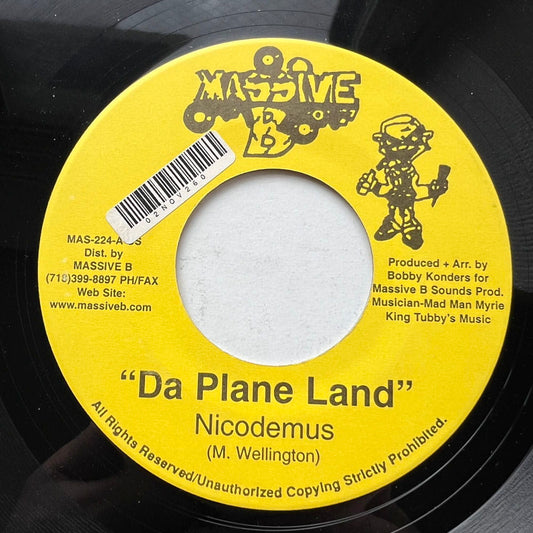 MASSIVE
B
02NOV260
MAS-224-A
Dist. by
MASSIVE B
(718)399-8897 PH/FAX
Web Site:
www.massiveb.com
Produced + Arr. by
Bobby Konders for
Massive B Sounds Prod.
Musician-Mad Man Myrie
King Tubby's Music
"Da Plane Land"
Nicodemus
(M. Wellington)
All Rights Reserved/Unauthorized Copying Strictly Prohibited.